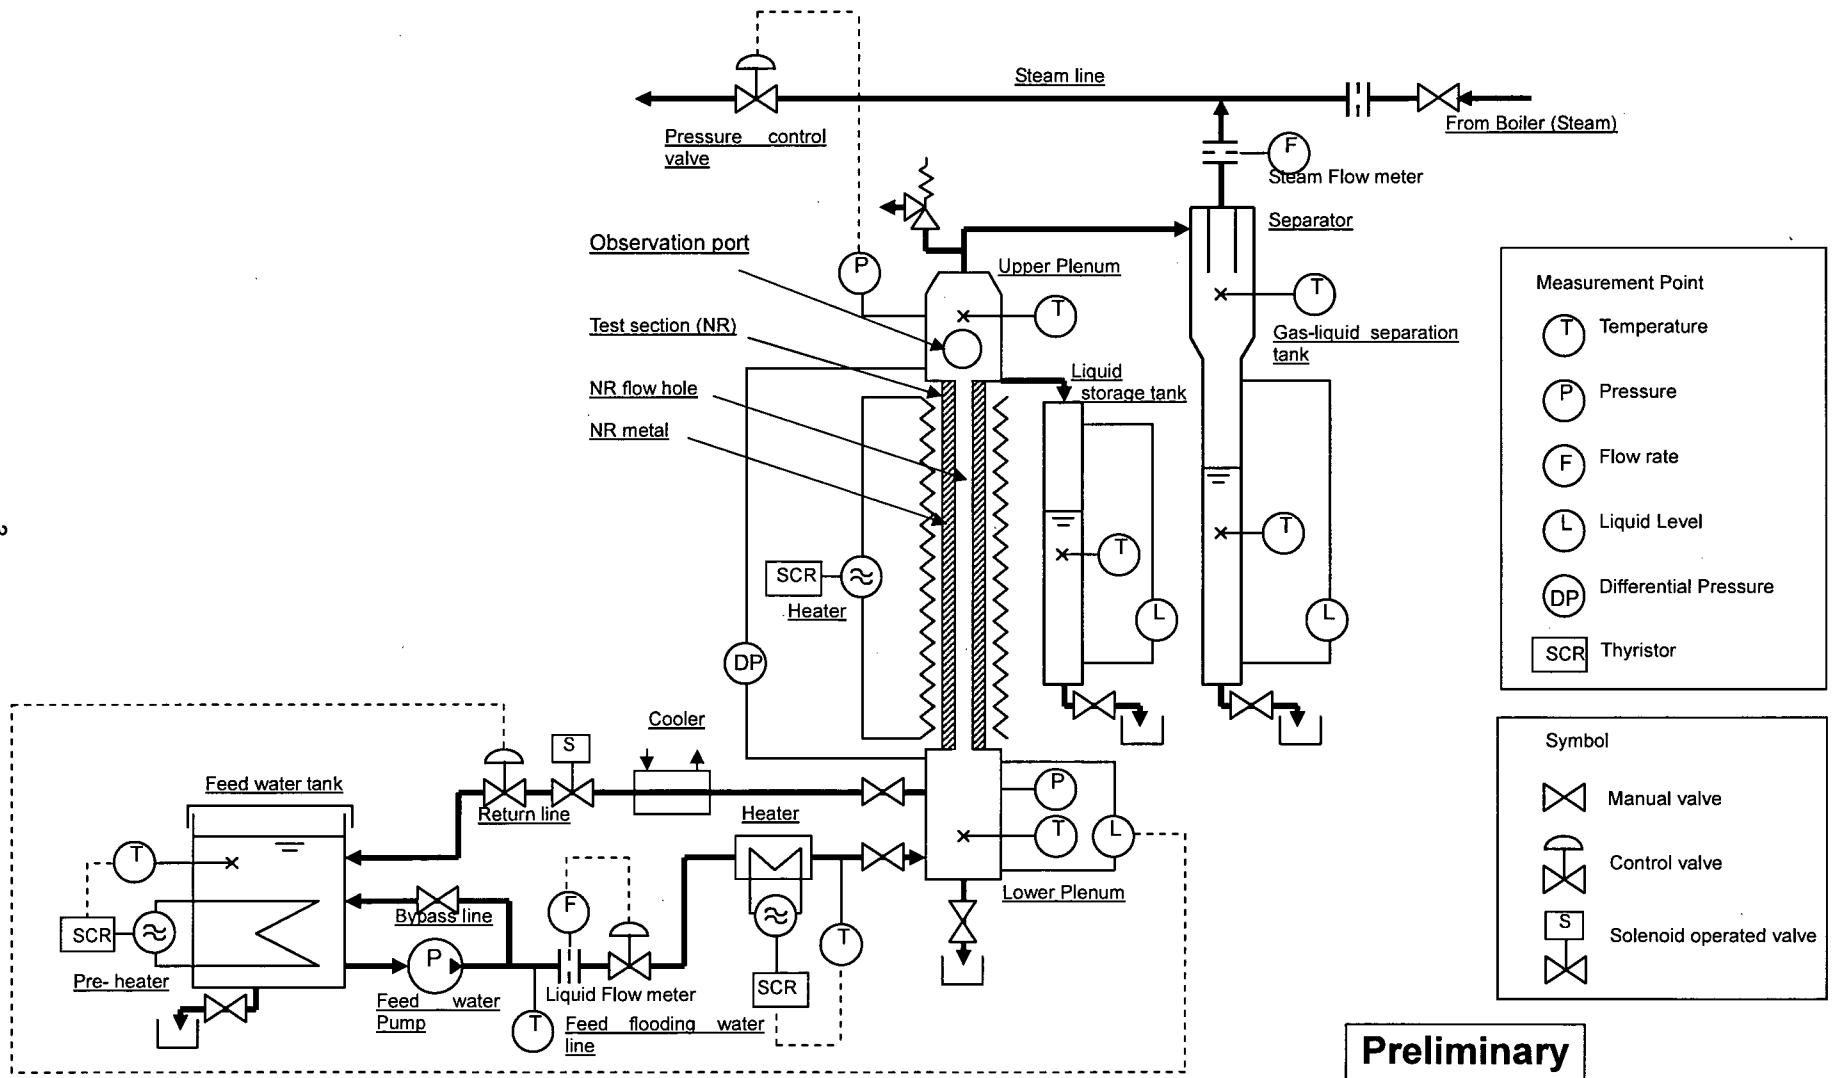 Steam line
Pressure control
valve
From Boiler (Steam)
F
Steam Flow meter
Separator
Observation port
P
Upper Plenum
T
T
Gas-liquid separation
tank
Test section (NR)
NR flow hole
NR metal
Liquid
storage tank
T
T
SCR
Heater
L
L
DP
Measurement Point
T Temperature
P Pressure
F Flow rate
L Liquid Level
DP Differential Pressure
SCR Thyristor
Cooler
S
Feed water tank
Return line
Heater
P
T
L
T
Lower Plenum
F
Bypass line
SCR
Pre- heater
P
T
Feed water
Pump
Liquid Flow meter
SCR
T
Feed flooding water
line
Symbol
Manual valve
Control valve
S
Solenoid operated valve
Preliminary